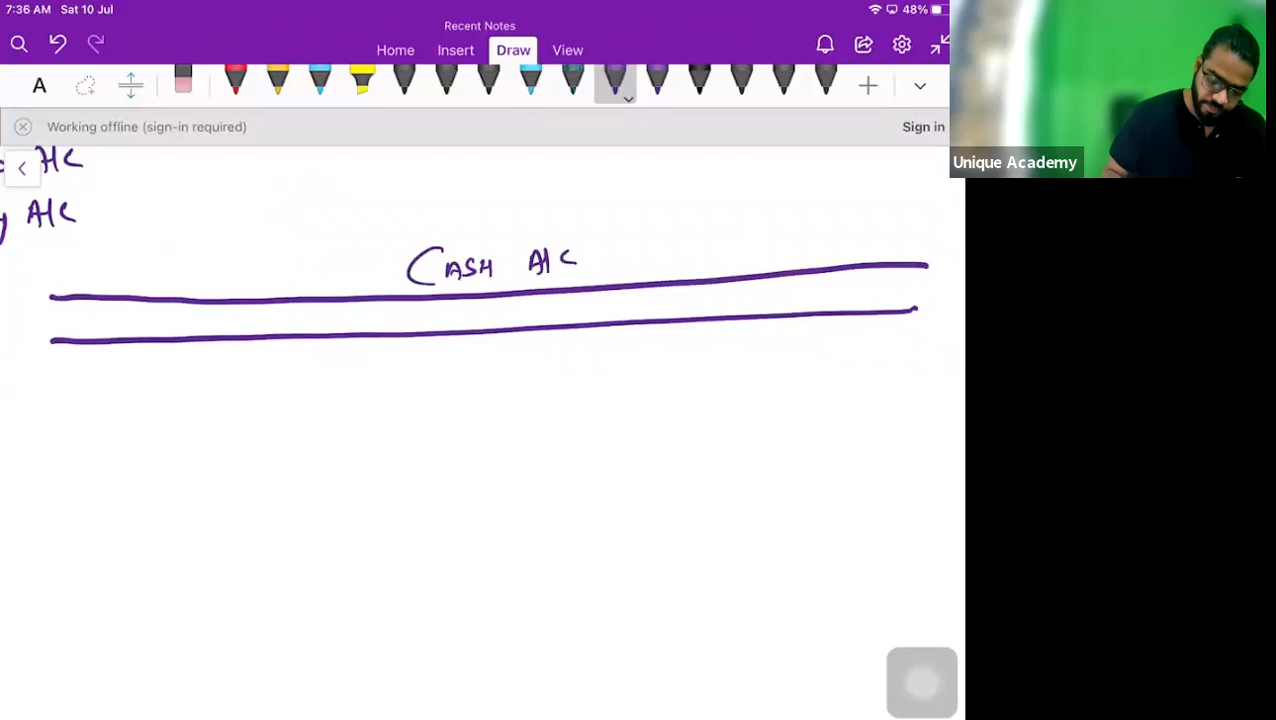 7:36 AM Sat 10 Jul
48%
Recent Notes
Home Insert Draw View
A
Working offline (sign-in required)
Sign in
Unique Academy
A/C
A/C
CASH A/C